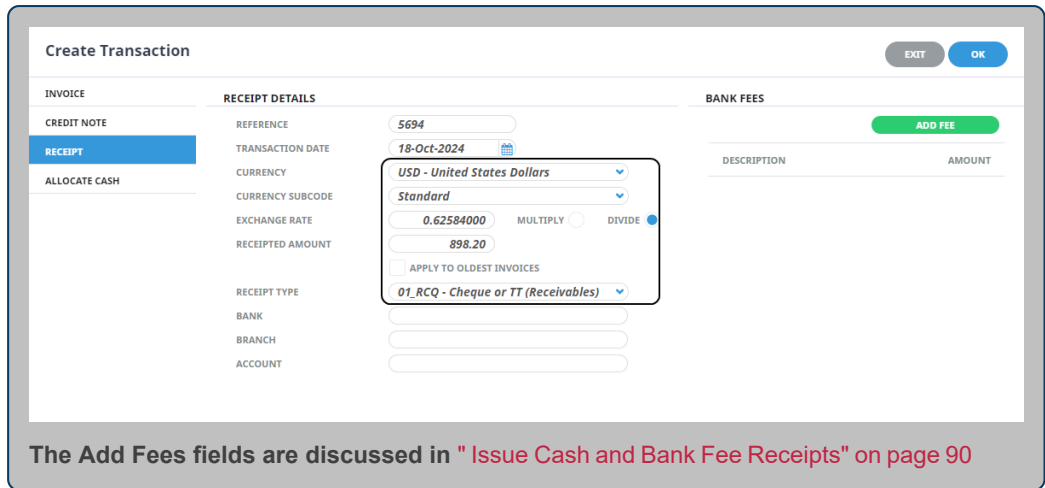 Create Transaction
EXIT
OK
INVOICE
CREDIT NOTE
RECEIPT
ALLOCATE CASH
RECEIPT DETAILS
REFERENCE 5694
TRANSACTION DATE 18-Oct-2024
CURRENCY USD - United States Dollars
CURRENCY SUBCODE Standard
EXCHANGE RATE 0.62584000 MULTIPLY DIVIDE
RECEIPTED AMOUNT 898.20
APPLY TO OLDEST INVOICES
RECEIPT TYPE 01_RCQ - Cheque or TT (Receivables)
BANK
BRANCH
ACCOUNT
BANK FEES
ADD FEE
DESCRIPTION AMOUNT
The Add Fees fields are discussed in " Issue Cash and Bank Fee Receipts" on page 90